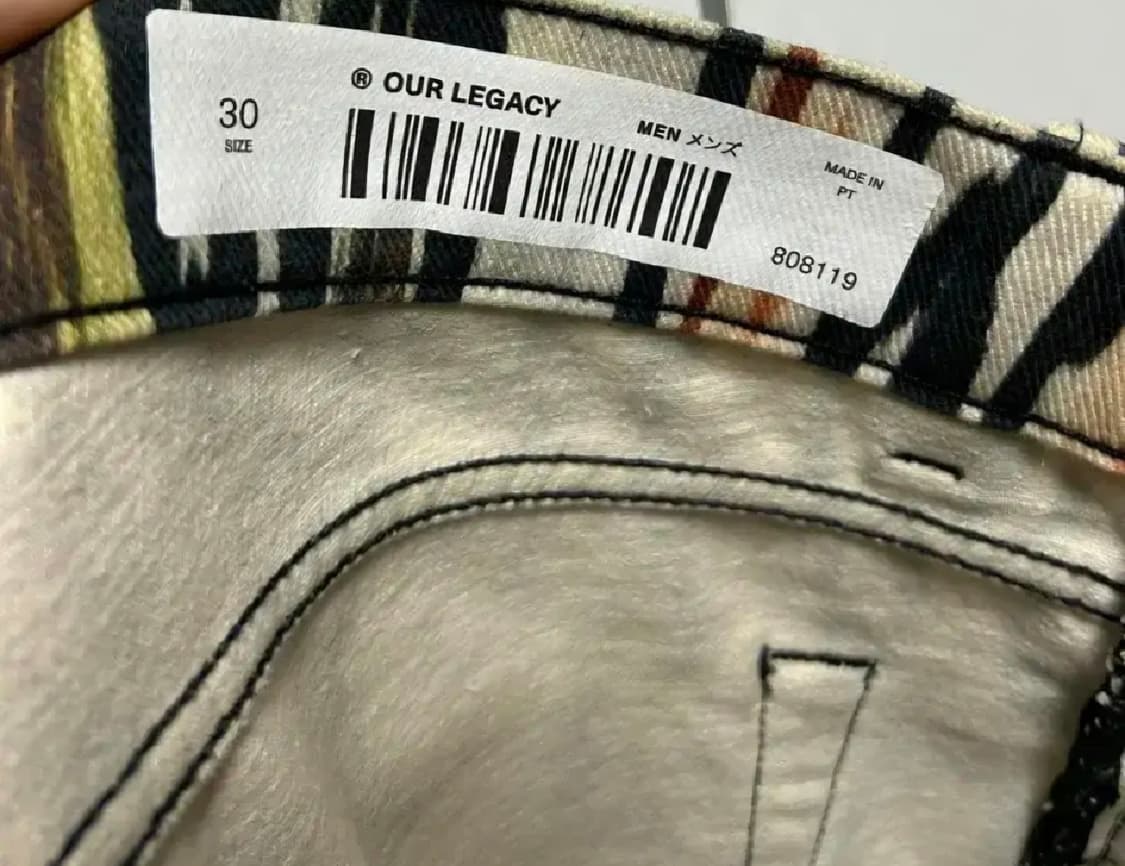 ® OUR LEGACY
30
SIZE
MEN メンズ
MADE IN
PT
808119